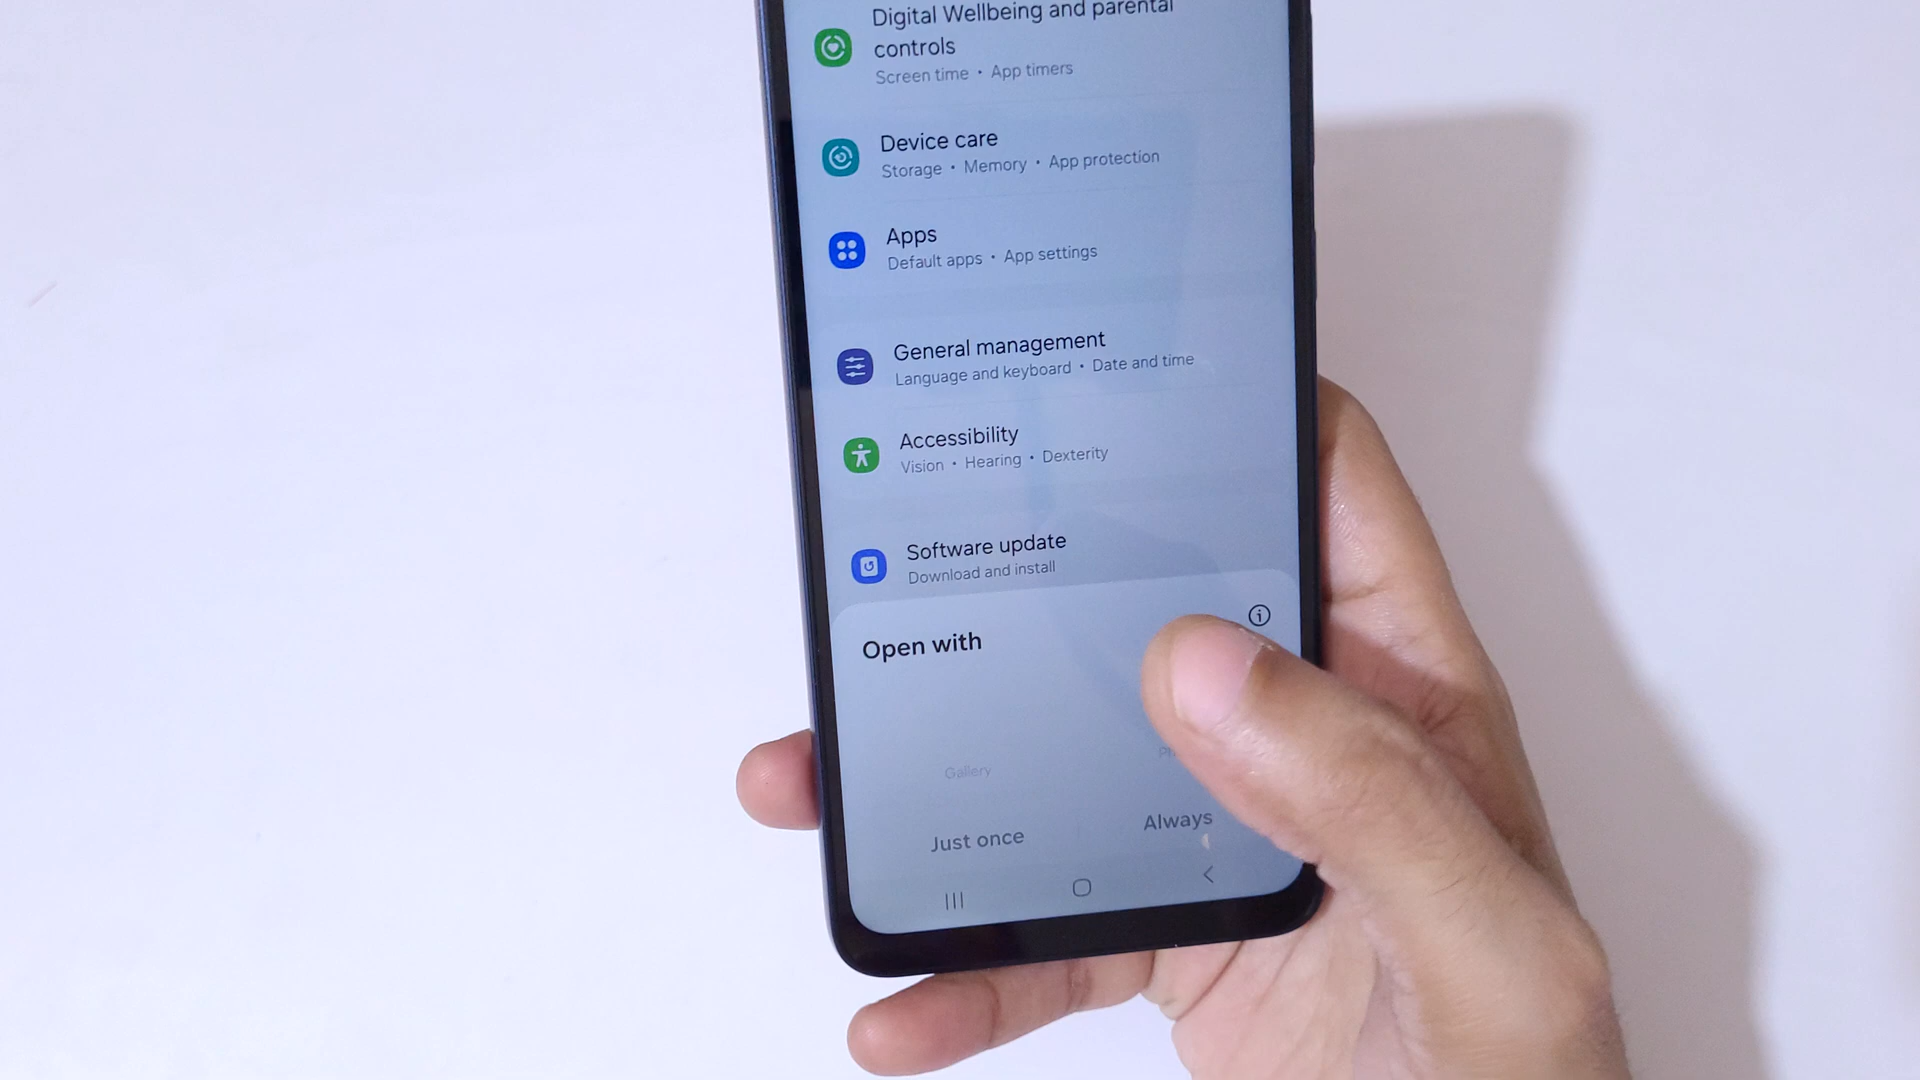 Digital Wellbeing and parental
controls
Screen time • App timers
Device care
Storage • Memory • App protection
Apps
Default apps • App settings
General management
Language and keyboard • Date and time
Accessibility
Vision • Hearing • Dexterity
Software update
Download and install
Open with
Gallery
Just once Always